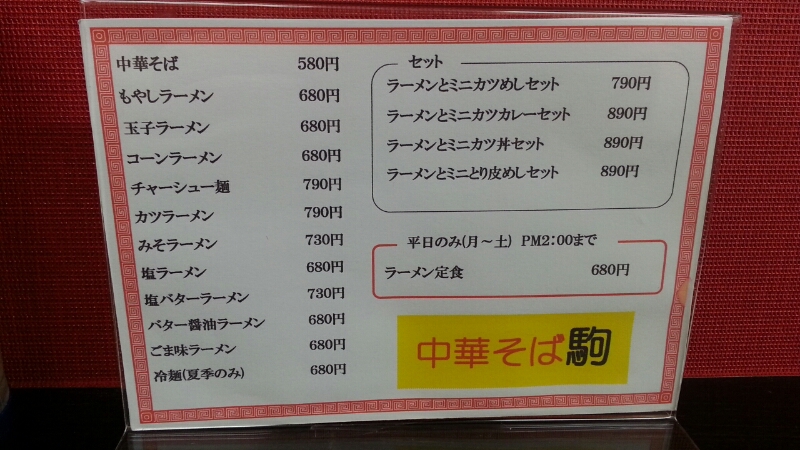 中華そば 580円
もやしラーメン 680円
玉子ラーメン 680円
コーンラーメン 680円
チャーシュー麺 790円
カツラーメン 790円
みそラーメン 730円
塩ラーメン 680円
塩バターラーメン 730円
バター醤油ラーメン 680円
ごま味ラーメン 680円
冷麺(夏季のみ) 680円
セット
ラーメンとミニカツめしセット 790円
ラーメンとミニカツカレーセット 890円
ラーメンとミニカツ丼セット 890円
ラーメンとミニとり皮めしセット 890円
平日のみ(月～土) PM2:00まで
ラーメン定食 680円
中華そば駒